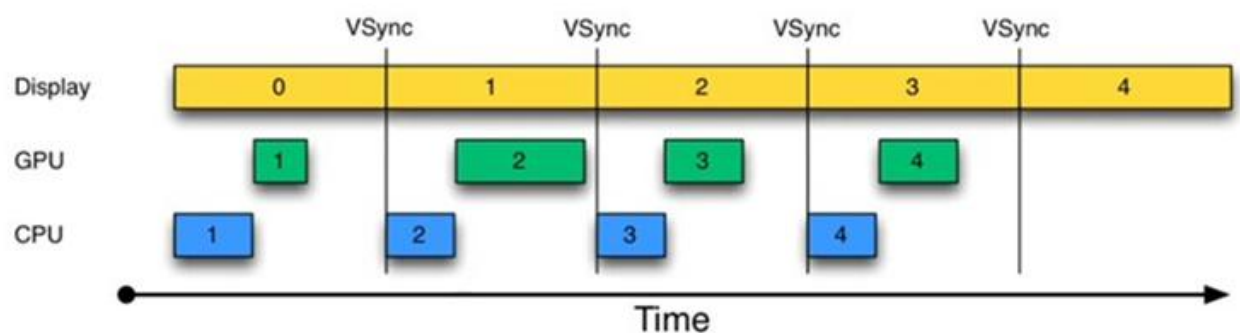 VSync VSync VSync VSync
Display 0 1 2 3 4
GPU 1 2 3 4
CPU 1 2 3 4
Time